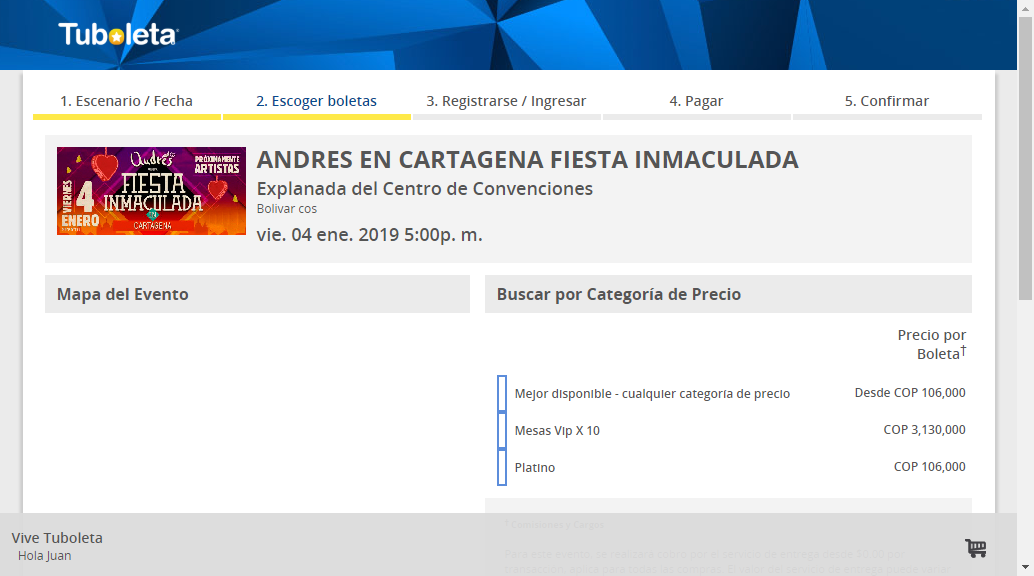 Tuboleta
1. Escenario / Fecha
2. Escoger boletas
3. Registrarse / Ingresar
4. Pagar
5. Confirmar
Andres
PRÓXIMAMENTE
ARTISTAS
VIERNES
4
ENERO
FIESTA
INMACULADA
CARTAGENA
ANDRES EN CARTAGENA FIESTA INMACULADA
Explanada del Centro de Convenciones
Bolivar cos
vie. 04 ene. 2019 5:00p. m.
Mapa del Evento
Buscar por Categoría de Precio
Precio por
Boleta†
Mejor disponible - cualquier categoría de precio
Desde COP 106,000
Mesas Vip X 10
COP 3,130,000
Platino
COP 106,000
Vive Tuboleta
Hola Juan